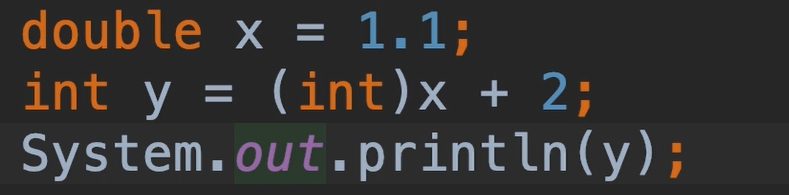 double x = 1.1;
int y = (int)x + 2;
System.out.println(y);